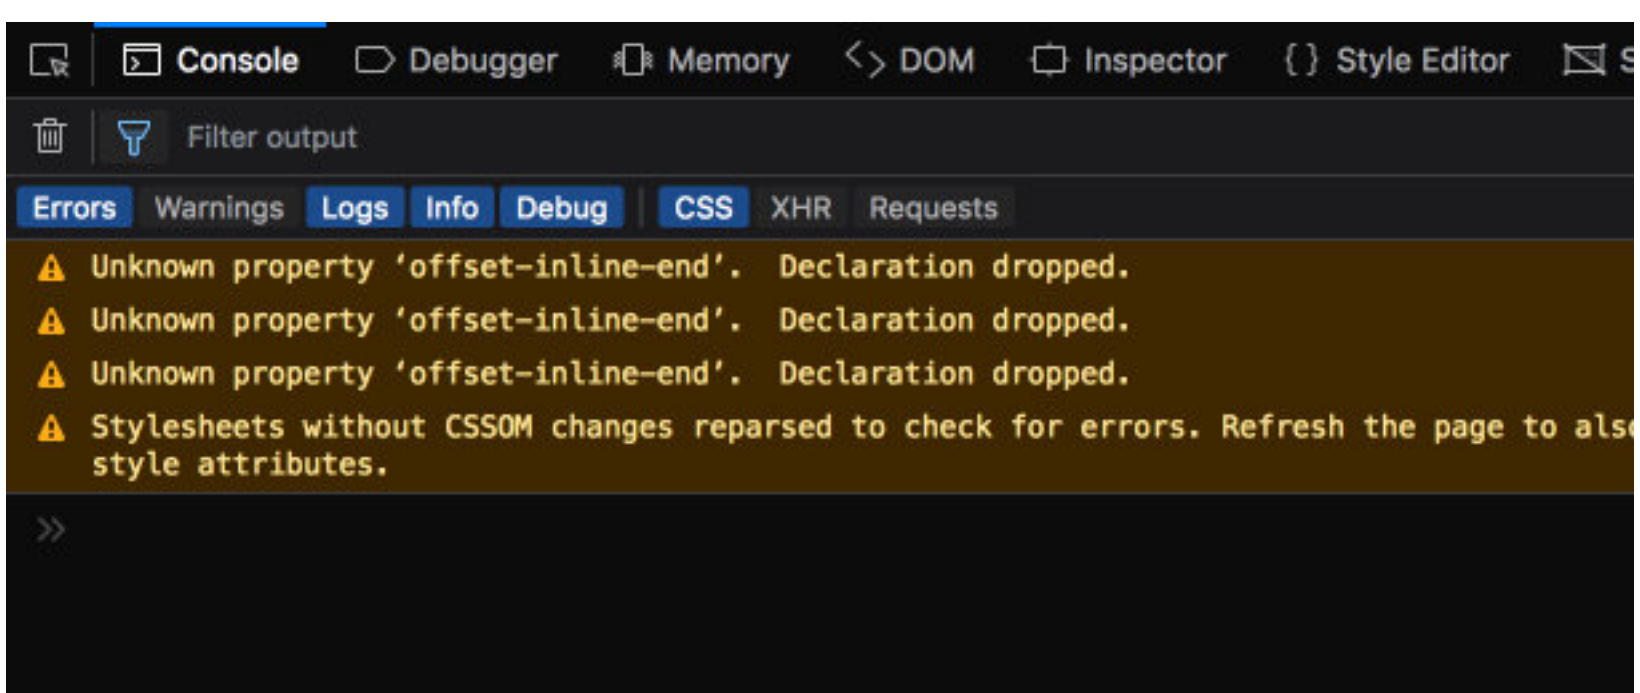 Console Debugger Memory DOM Inspector {} Style Editor
Filter output
Errors Warnings Logs Info Debug CSS XHR Requests
Unknown property ‘offset-inline-end’. Declaration dropped.
Unknown property ‘offset-inline-end’. Declaration dropped.
Unknown property ‘offset-inline-end’. Declaration dropped.
Stylesheets without CSSOM changes reparsed to check for errors. Refresh the page to also
style attributes.